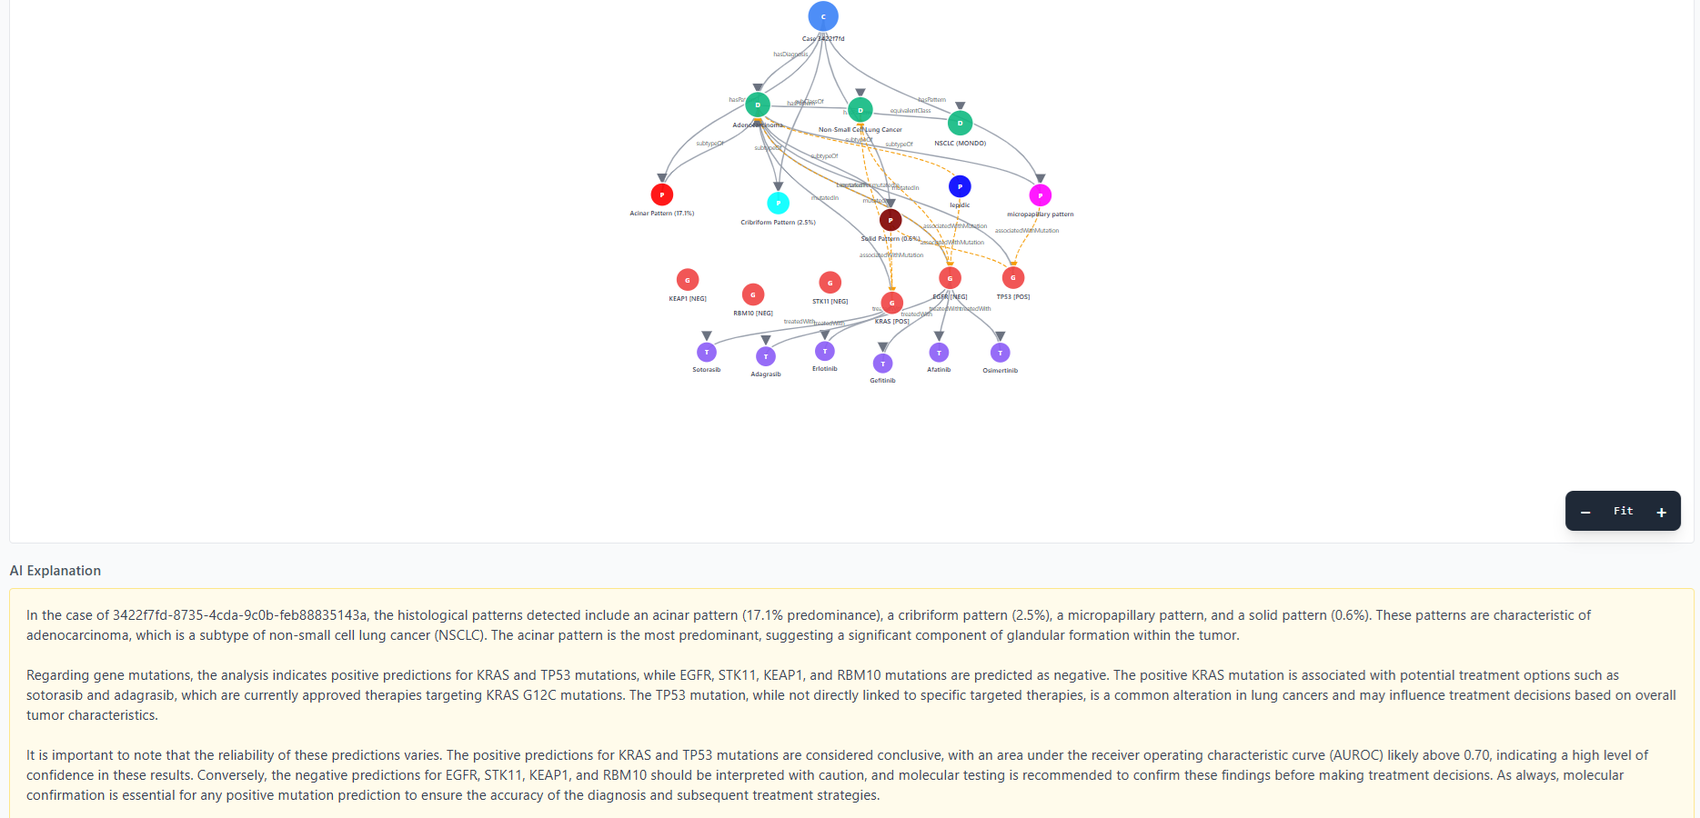 C
Case 3422f7fd
hasDiagnosis
D
D
D
hasPattern
equivalentClass
Adenocarcinoma
Non-Small Cell Lung Cancer
NSCLC (MONDO)
subtypeOf
subtypeOf
subtypeOf
subtypeOf
subtypeOf
mutatedIn
mutatedIn
P
P
P
P
P
Acinar Pattern (17.1%)
Cribriform Pattern (2.5%)
Solid Pattern (0.6%)
lepidic
micropapillary pattern
associatedWithMutation
associatedWithMutation
associatedWithMutation
associatedWithMutation
G
G
G
G
G
G
KEAP1 [NEG]
RBM10 [NEG]
STK11 [NEG]
KRAS [POS]
EGFR [NEG]
TP53 [POS]
treatedWith
treatedWith
treatedWith
treatedWith
treatedWith
T
T
T
T
T
T
Sotorasib
Adagrasib
Erlotinib
Gefitinib
Afatinib
Osimertinib
− Fit +
AI Explanation
In the case of 3422f7fd-8735-4cda-9c0b-feb88835143a, the histological patterns detected include an acinar pattern (17.1% predominance), a cribriform pattern (2.5%), a micropapillary pattern, and a solid pattern (0.6%). These patterns are characteristic of
adenocarcinoma, which is a subtype of non-small cell lung cancer (NSCLC). The acinar pattern is the most predominant, suggesting a significant component of glandular formation within the tumor.
Regarding gene mutations, the analysis indicates positive predictions for KRAS and TP53 mutations, while EGFR, STK11, KEAP1, and RBM10 mutations are predicted as negative. The positive KRAS mutation is associated with potential treatment options such as
sotorasib and adagrasib, which are currently approved therapies targeting KRAS G12C mutations. The TP53 mutation, while not directly linked to specific targeted therapies, is a common alteration in lung cancers and may influence treatment decisions based on overall
tumor characteristics.
It is important to note that the reliability of these predictions varies. The positive predictions for KRAS and TP53 mutations are considered conclusive, with an area under the receiver operating characteristic curve (AUROC) likely above 0.70, indicating a high level of
confidence in these results. Conversely, the negative predictions for EGFR, STK11, KEAP1, and RBM10 should be interpreted with caution, and molecular testing is recommended to confirm these findings before making treatment decisions. As always, molecular
confirmation is essential for any positive mutation prediction to ensure the accuracy of the diagnosis and subsequent treatment strategies.